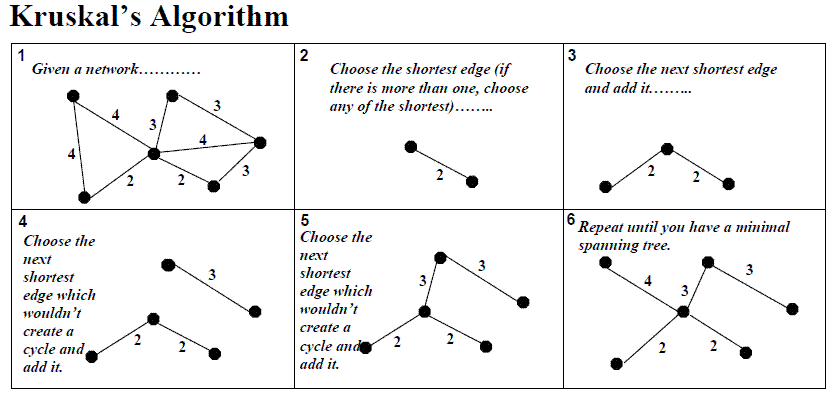 Kruskal's Algorithm
1
Given a network…………
4
3
3
4
4
2
2
3
2
Choose the shortest edge (if
there is more than one, choose
any of the shortest)……..
2
3
Choose the next shortest edge
and add it………
2
2
4
Choose the
next
shortest
edge which
wouldn't
create a
cycle and
add it.
3
2
2
5
Choose the
next
shortest
edge which
wouldn't
create a
cycle and
add it.
3
3
2
2
6
Repeat until you have a minimal
spanning tree.
4
3
3
2
2